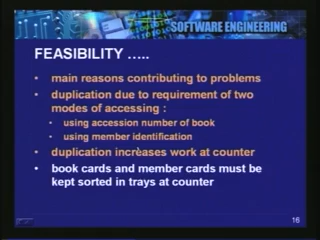 SOFTWARE ENGINEERING
FEASIBILITY …..
• main reasons contributing to problems
• duplication due to requirement of two
modes of accessing :
• using accession number of book
• using member identification
• duplication increases work at counter
• book cards and member cards must be
kept sorted in trays at counter
16